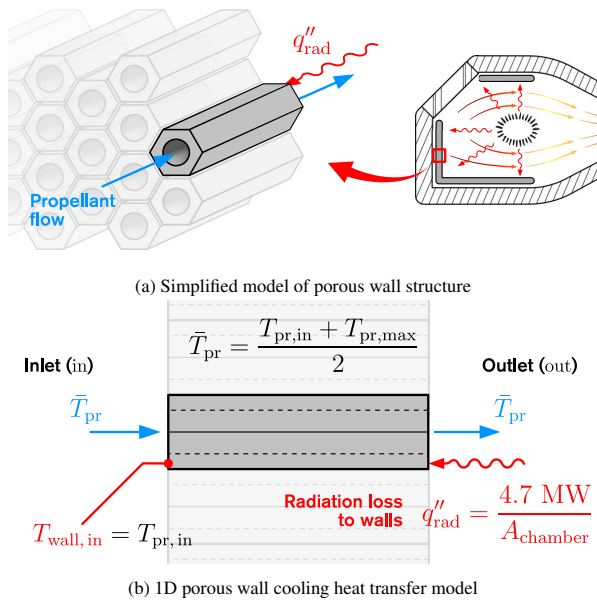 q″rad
Propellant
flow
(a) Simplified model of porous wall structure
T̄pr = (Tpr,in + Tpr,max) / 2
Inlet (in)
Outlet (out)
T̄pr
T̄pr
Radiation loss
to walls
q″rad = 4.7 MW / Achamber
Twall, in = Tpr, in
(b) 1D porous wall cooling heat transfer model